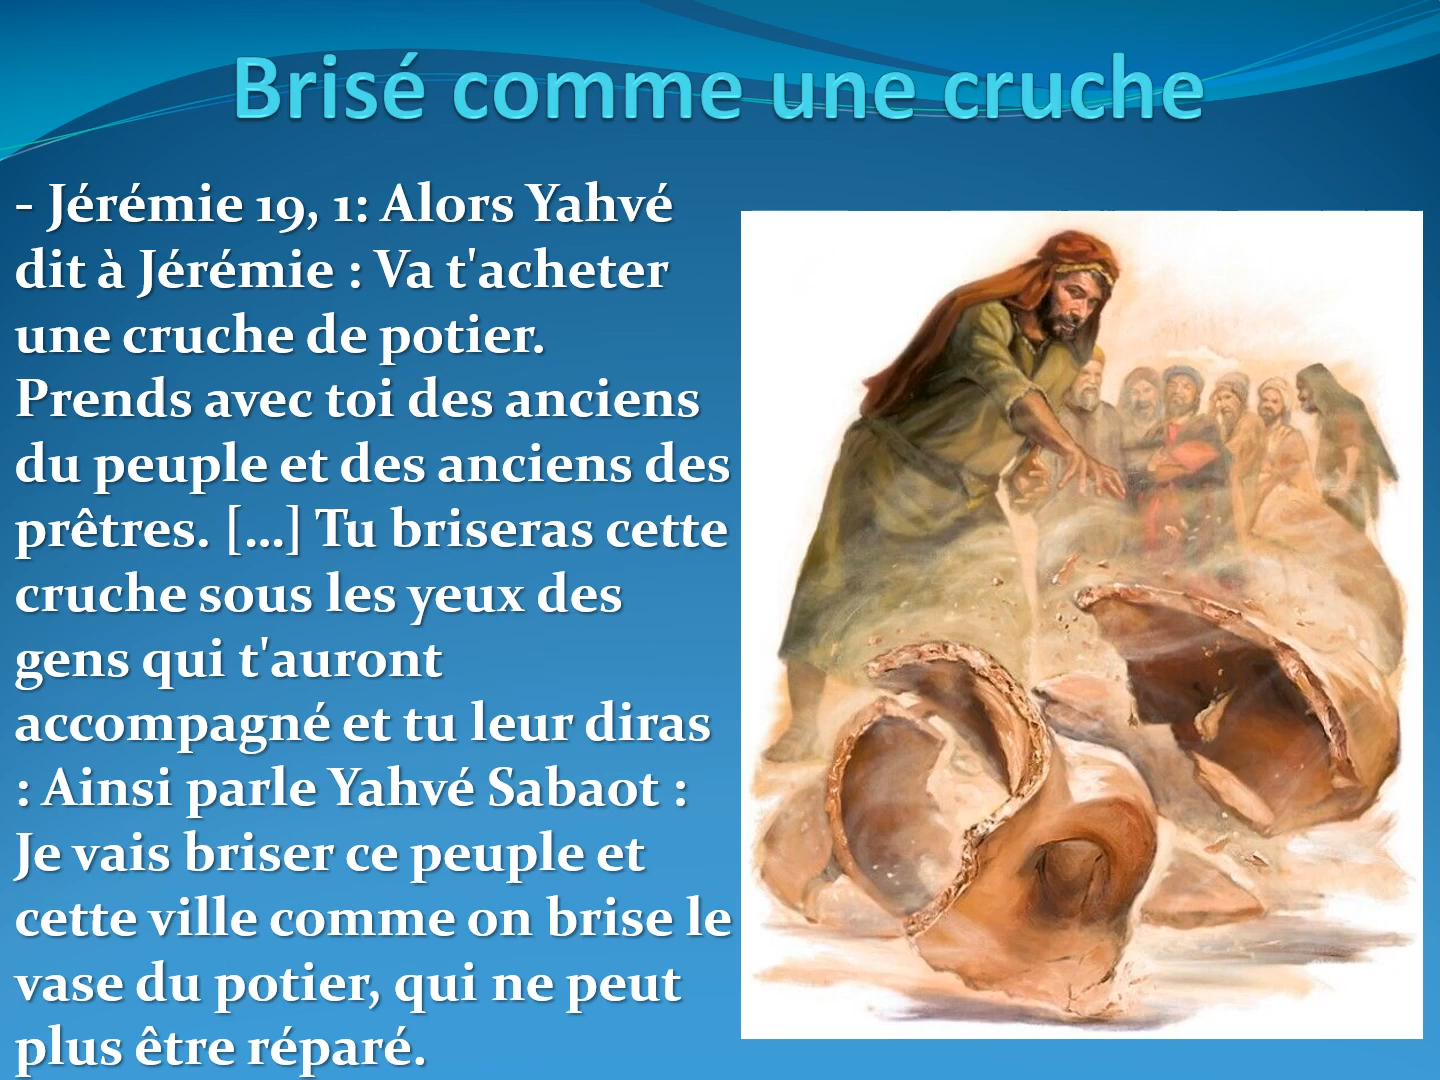 Brisé comme une cruche
- Jérémie 19, 1: Alors Yahvé
dit à Jérémie : Va t'acheter
une cruche de potier.
Prends avec toi des anciens
du peuple et des anciens des
prêtres. […] Tu briseras cette
cruche sous les yeux des
gens qui t'auront
accompagné et tu leur diras
: Ainsi parle Yahvé Sabaot :
Je vais briser ce peuple et
cette ville comme on brise le
vase du potier, qui ne peut
plus être réparé.